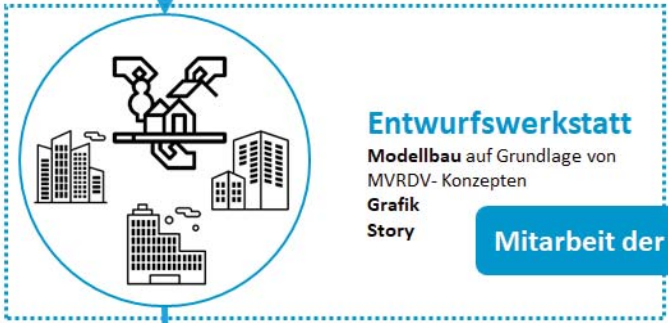 Entwurfswerkstatt
Modellbau auf Grundlage von
MVRDV- Konzepten
Grafik
Story
Mitarbeit der